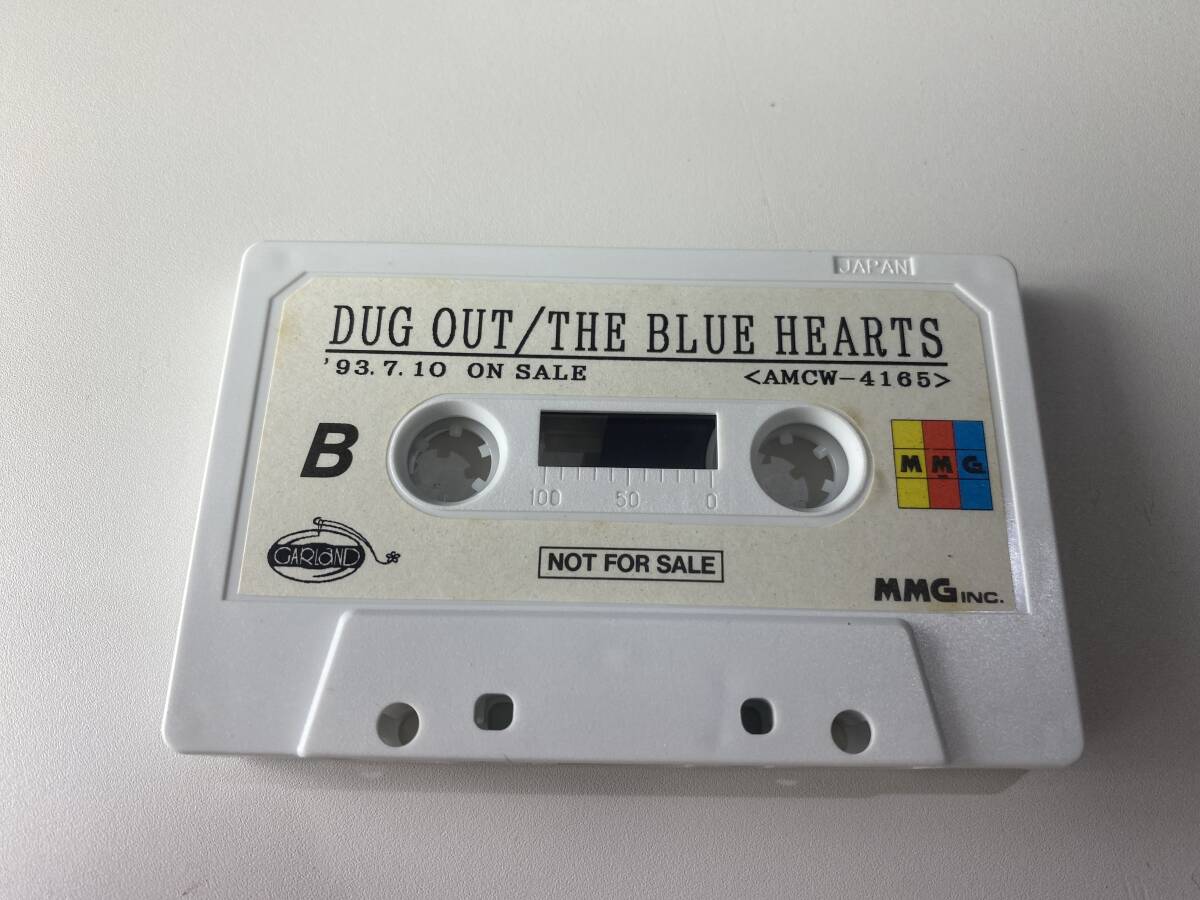 JAPAN
DUG OUT/THE BLUE HEARTS
'93.7.10 ON SALE <AMCW-4165>
B
100 50 0
MMG
GARLAND
NOT FOR SALE
MMG INC.